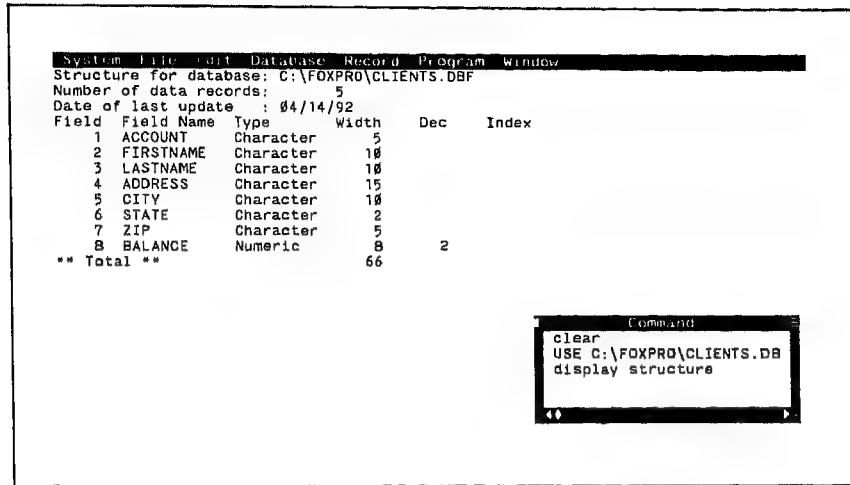 System File Edit Database Record Program Window
Structure for database: C:\FOXPRO\CLIENTS.DBF
Number of data records: 5
Date of last update : 04/14/92
Field Field Name Type Width Dec Index
1 ACCOUNT Character 5
2 FIRSTNAME Character 10
3 LASTNAME Character 10
4 ADDRESS Character 15
5 CITY Character 10
6 STATE Character 2
7 ZIP Character 5
8 BALANCE Numeric 8 2
** Total ** 66
Command
clear
USE C:\FOXPRO\CLIENTS.DB
display structure